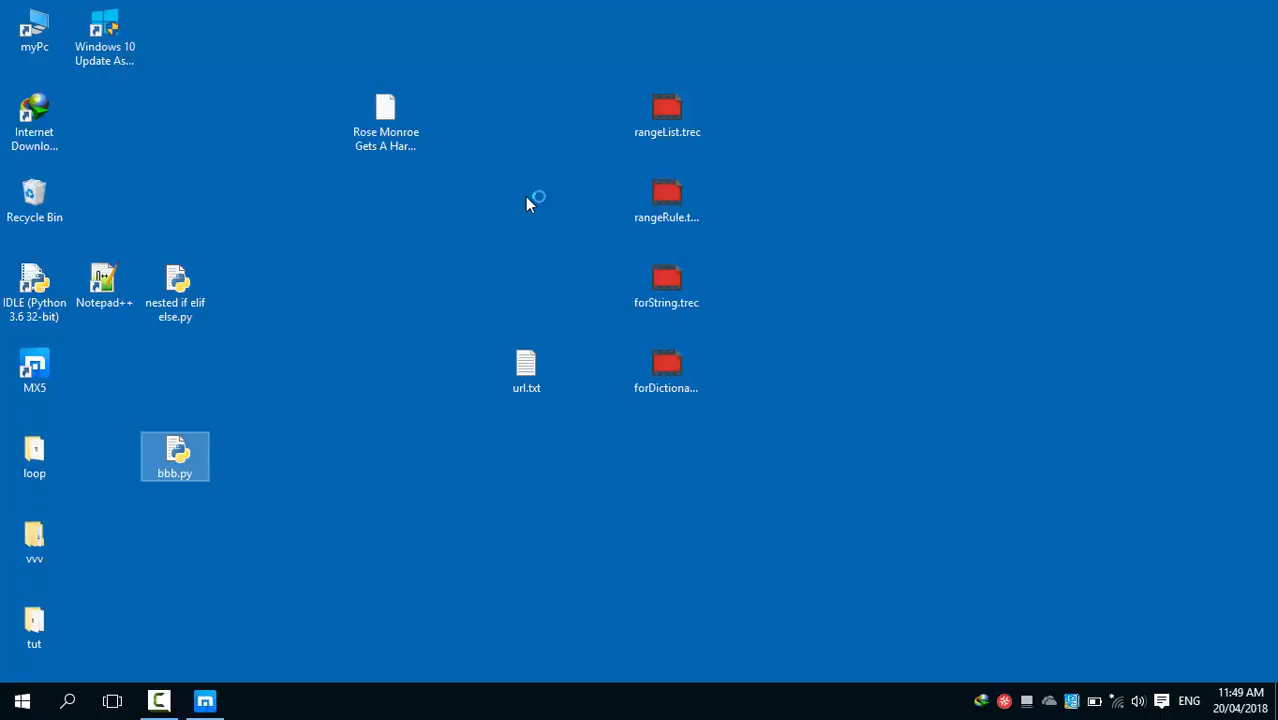 myPc
Windows 10
Update As...
Internet
Downlo...
Rose Monroe
Gets A Har...
rangeList.trec
Recycle Bin
rangeRule.t...
IDLE (Python
3.6 32-bit)
Notepad++
nested if elif
else.py
forString.trec
MX5
url.txt
forDictiona...
loop
bbb.py
vvv
tut
ENG
11:49 AM
20/04/2018